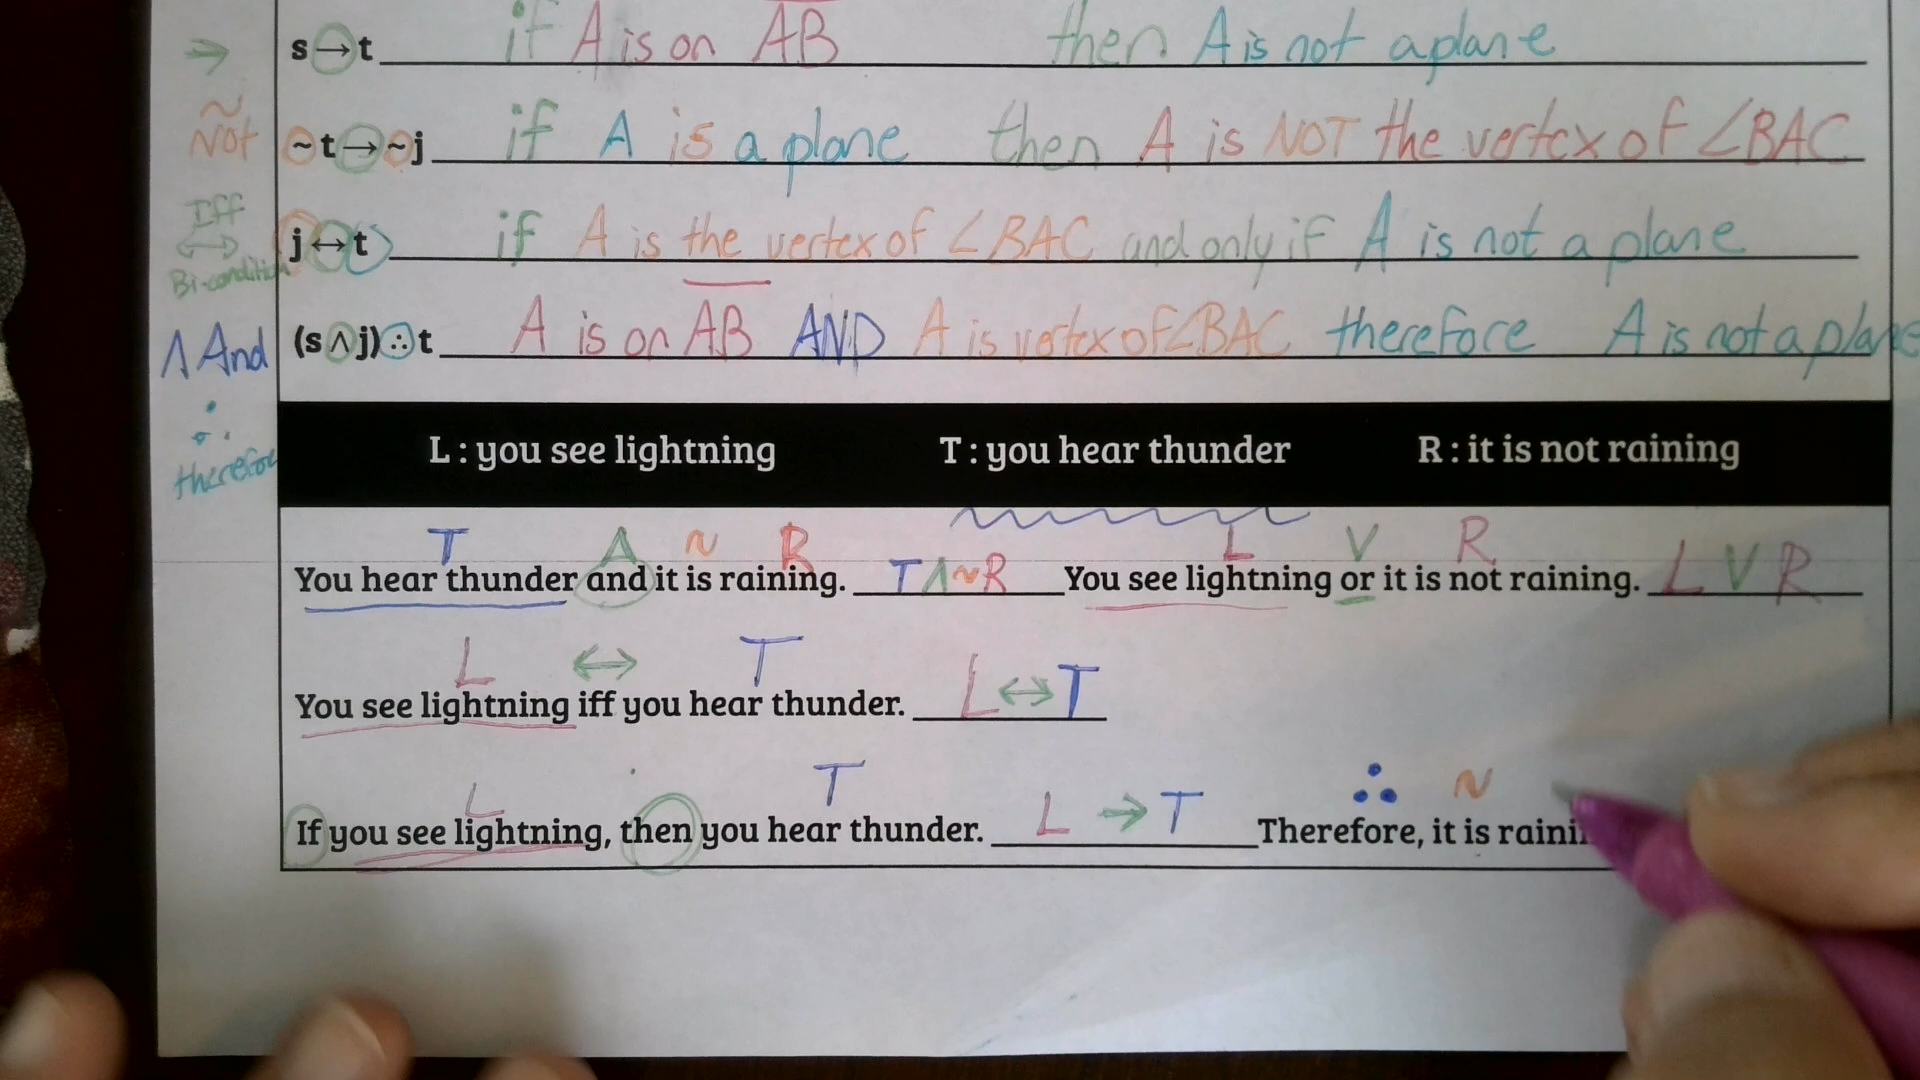 → s→t if A is on AB then A is not a plane
~ Not ~t→~j if A is a plane then A is NOT the vertex of ∠BAC
Iff ↔ Bi-condition j↔t if A is the vertex of ∠BAC and only if A is not a plane
∧ And (s∧j)∴t A is on AB AND A is vertex of ∠BAC therefore A is not a plane
∴ therefor
L : you see lightning T : you hear thunder R : it is not raining
T ∧ ~ R L V R
You hear thunder and it is raining. T∧~R You see lightning or it is not raining. L V R
L ↔ T
You see lightning iff you hear thunder. L↔T
L T ∴ ~
If you see lightning, then you hear thunder. L → T Therefore, it is